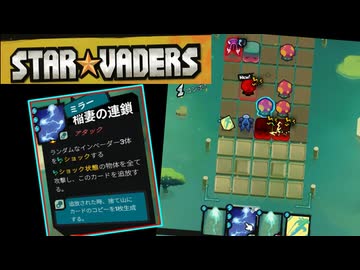 STAR★VADERS
ミラー
稲妻の連鎖
アタック
ランダムなインベーダー3体
をショックする
ショック状態の物体を全て
攻撃し、このカードを追放す
る。
追放された時、捨て山に
カードのコピーを1枚生成
する。
New!